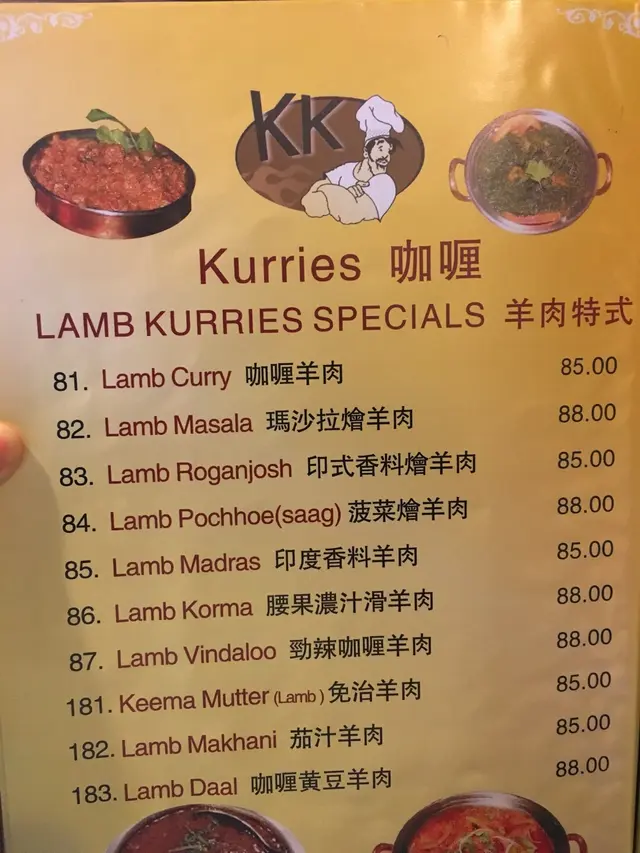 KK
Kurries 咖喱
LAMB KURRIES SPECIALS 羊肉特式
81. Lamb Curry 咖喱羊肉 85.00
82. Lamb Masala 瑪沙拉燴羊肉 88.00
83. Lamb Roganjosh 印式香料燴羊肉 85.00
84. Lamb Pochhoe(saag) 菠菜燴羊肉 88.00
85. Lamb Madras 印度香料羊肉 85.00
86. Lamb Korma 腰果濃汁滑羊肉 88.00
87. Lamb Vindaloo 勁辣咖喱羊肉 88.00
181. Keema Mutter (Lamb ) 免治羊肉 85.00
182. Lamb Makhani 茄汁羊肉 85.00
183. Lamb Daal 咖喱黄豆羊肉 88.00